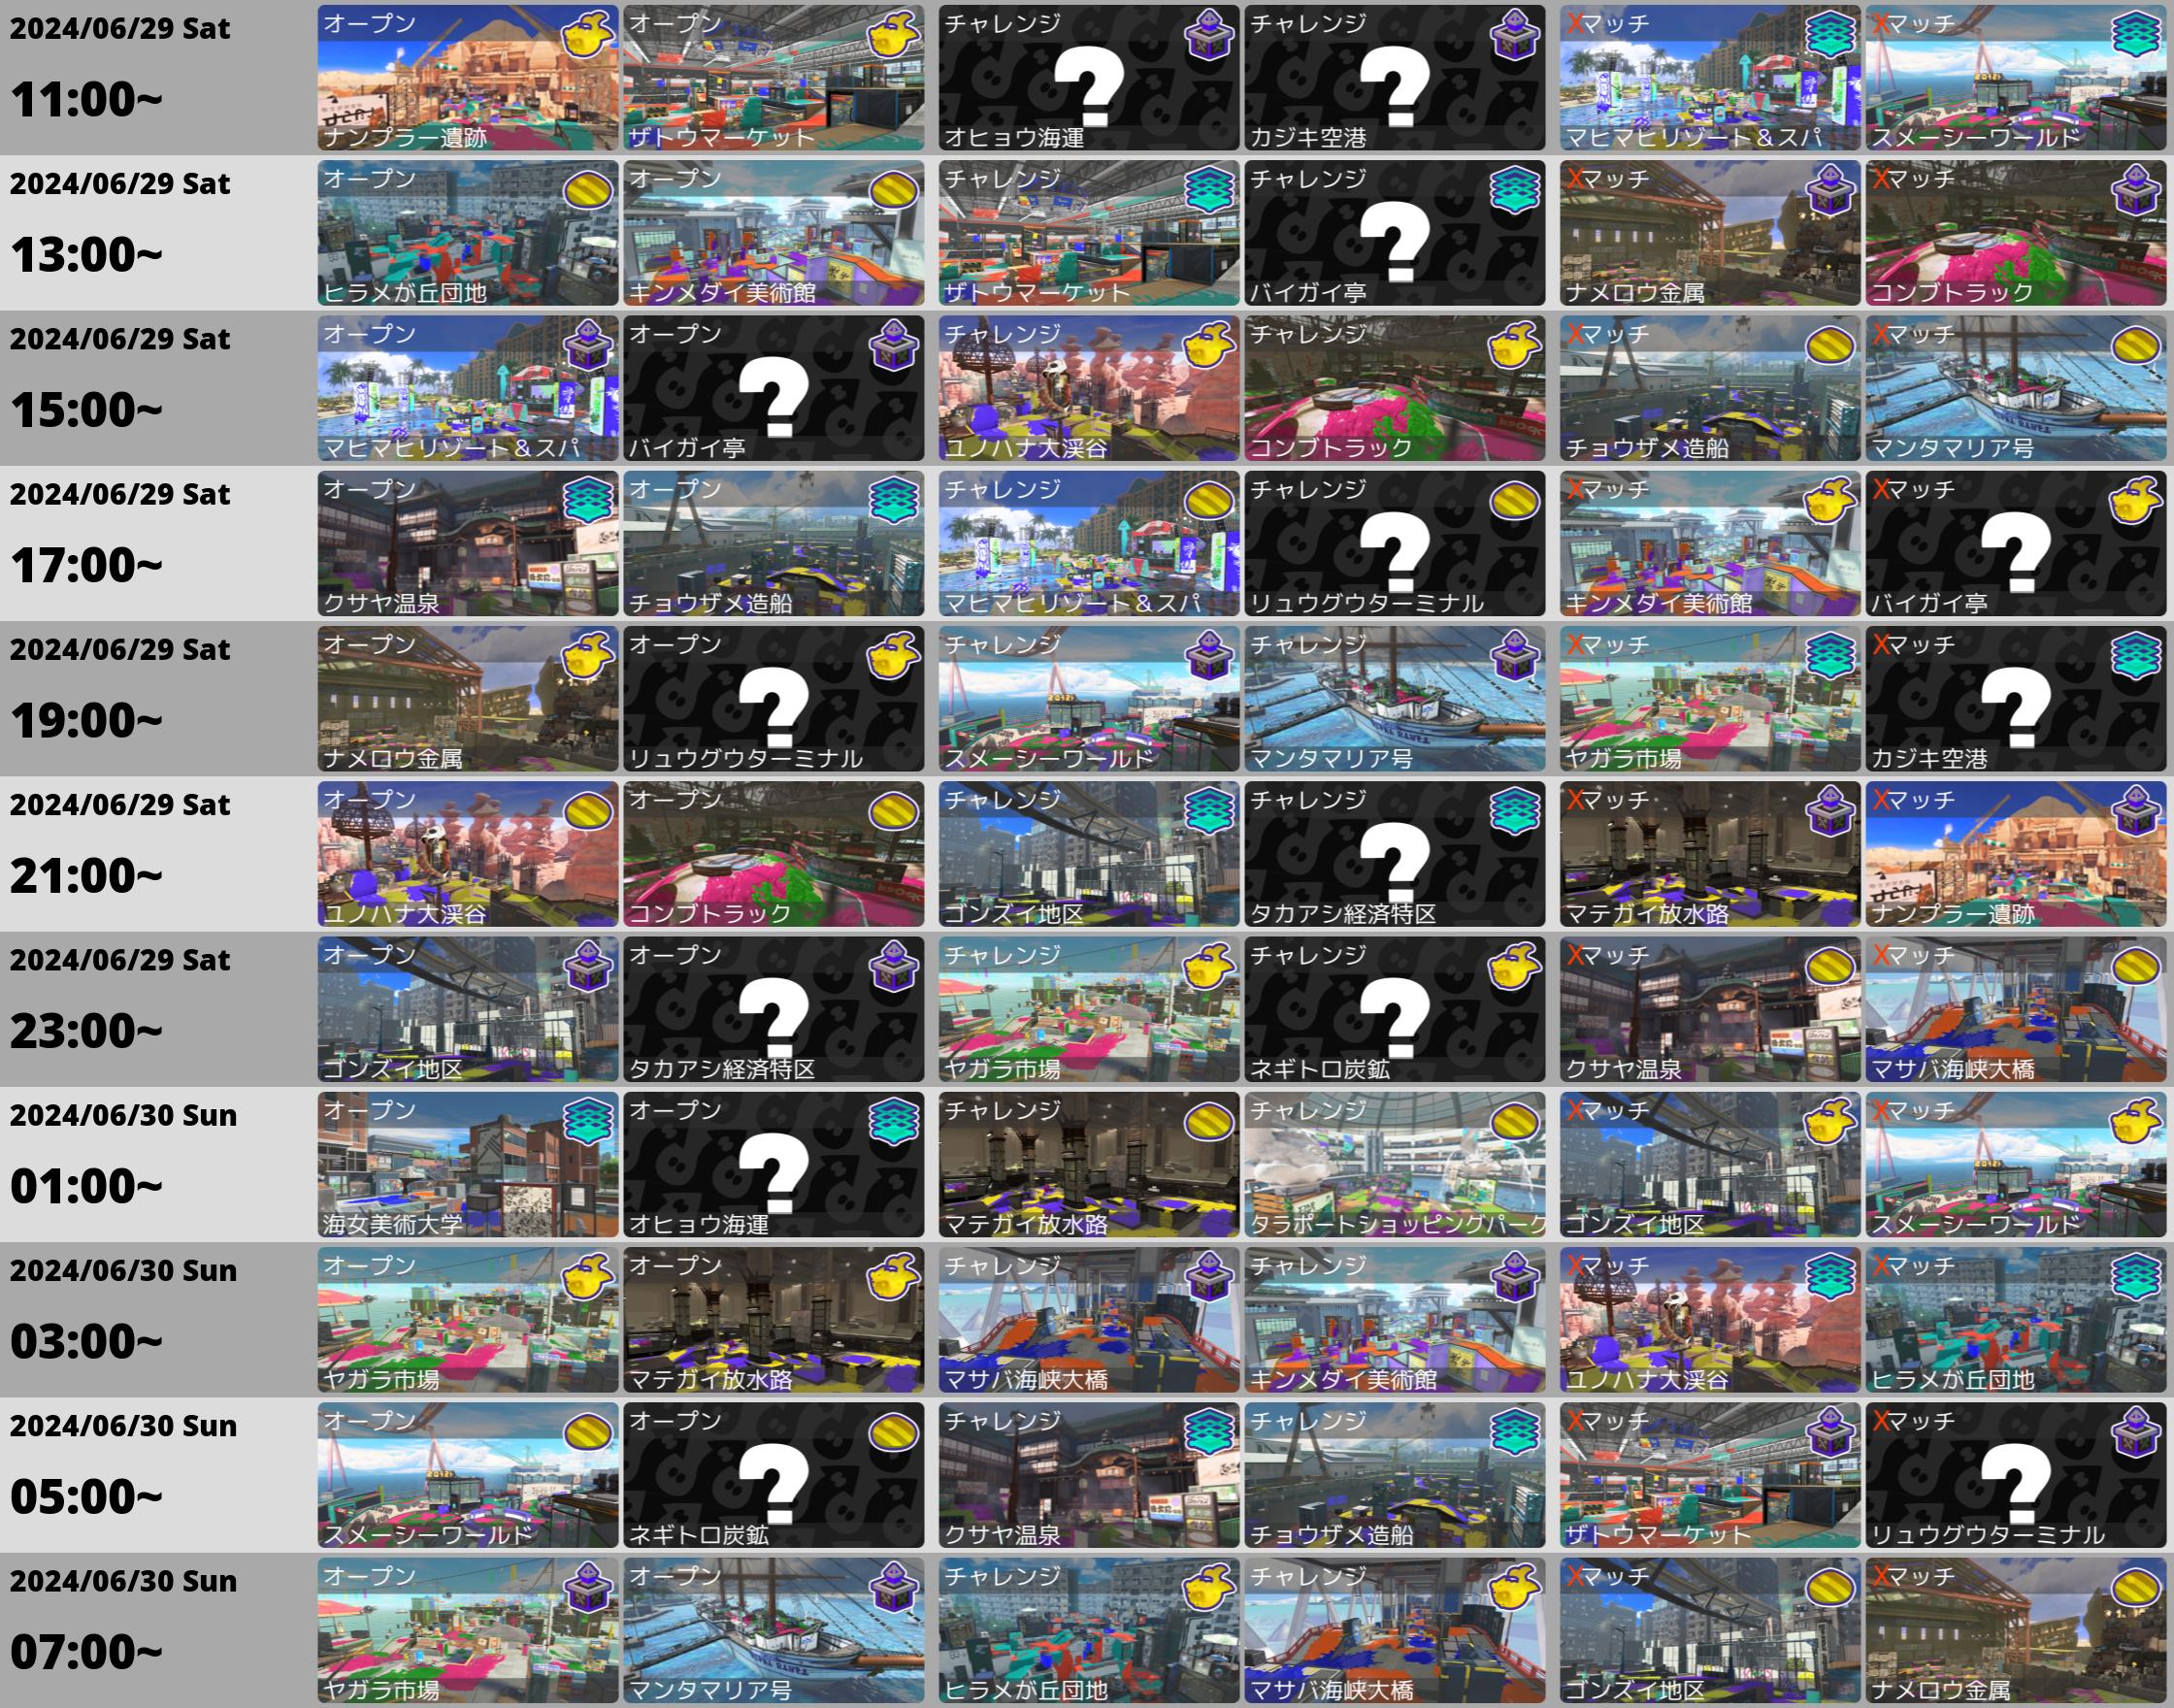 2024/06/29 Sat
11:00~
オープン
ナンプラー遺跡
オープン
ザトウマーケット
チャレンジ
オヒョウ海運
チャレンジ
カジキ空港
Xマッチ
マヒマヒリゾート＆スパ
Xマッチ
スメーシーワールド
2024/06/29 Sat
13:00~
オープン
ヒラメが丘団地
オープン
キンメダイ美術館
チャレンジ
ザトウマーケット
チャレンジ
バイガイ亭
Xマッチ
ナメロウ金属
Xマッチ
コンブトラック
2024/06/29 Sat
15:00~
オープン
マヒマヒリゾート＆スパ
オープン
バイガイ亭
チャレンジ
ユノハナ大渓谷
チャレンジ
コンブトラック
Xマッチ
チョウザメ造船
Xマッチ
マンタマリア号
2024/06/29 Sat
17:00~
オープン
クサヤ温泉
オープン
チョウザメ造船
チャレンジ
マヒマヒリゾート＆スパ
チャレンジ
リュウグウターミナル
Xマッチ
キンメダイ美術館
Xマッチ
バイガイ亭
2024/06/29 Sat
19:00~
オープン
ナメロウ金属
オープン
リュウグウターミナル
チャレンジ
スメーシーワールド
チャレンジ
マンタマリア号
Xマッチ
ヤガラ市場
Xマッチ
カジキ空港
2024/06/29 Sat
21:00~
オープン
ユノハナ大渓谷
オープン
コンブトラック
チャレンジ
ゴンズイ地区
チャレンジ
タカアシ経済特区
Xマッチ
マテガイ放水路
Xマッチ
ナンプラー遺跡
2024/06/29 Sat
23:00~
オープン
ゴンズイ地区
オープン
タカアシ経済特区
チャレンジ
ヤガラ市場
チャレンジ
ネギトロ炭鉱
Xマッチ
クサヤ温泉
Xマッチ
マサバ海峡大橋
2024/06/30 Sun
01:00~
オープン
海女美術大学
オープン
オヒョウ海運
チャレンジ
マテガイ放水路
チャレンジ
タラポートショッピングパーク
Xマッチ
ゴンズイ地区
Xマッチ
スメーシーワールド
2024/06/30 Sun
03:00~
オープン
ヤガラ市場
オープン
マテガイ放水路
チャレンジ
マサバ海峡大橋
チャレンジ
キンメダイ美術館
Xマッチ
ユノハナ大渓谷
Xマッチ
ヒラメが丘団地
2024/06/30 Sun
05:00~
オープン
スメーシーワールド
オープン
ネギトロ炭鉱
チャレンジ
クサヤ温泉
チャレンジ
チョウザメ造船
Xマッチ
ザトウマーケット
Xマッチ
リュウグウターミナル
2024/06/30 Sun
07:00~
オープン
ヤガラ市場
オープン
マンタマリア号
チャレンジ
ヒラメが丘団地
チャレンジ
マサバ海峡大橋
Xマッチ
ゴンズイ地区
Xマッチ
ナメロウ金属